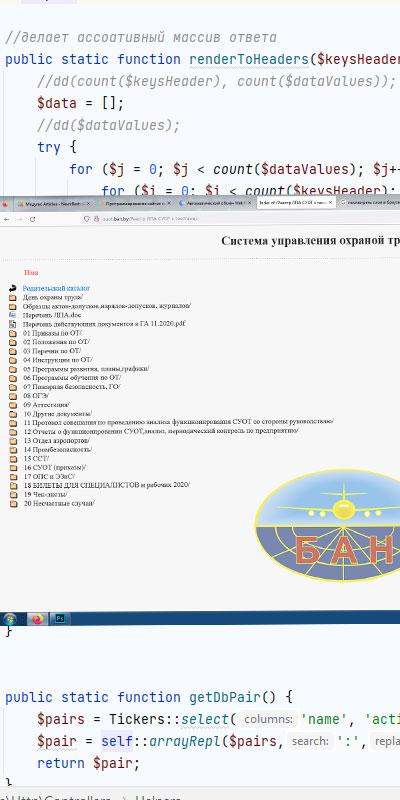 //делает ассоативный массив ответа
public static function renderToHeaders($keysHeader
//dd(count($keysHeader), count($dataValues));
$data = [];
//dd($dataValues);
try {
for ($j = 0; $j < count($dataValues); $j+
for ($i = 0; $i < count($keysHeader);
Система управления охраной тр
Имя
Родительский каталог
День охраны труда/
Образцы актов-допусков,нарядов-допусков, журналов/
Перечень ЛПА.doc
Перечень действующих документов в ГА 11.2020.pdf
01 Приказы по ОТ/
02 Положения по ОТ/
03 Перечни по ОТ/
04 Инструкции по ОТ/
05 Программы развития, планы,графики/
06 Программы обучения по ОТ/
07 Пожарная безопасность, ГО/
08 ОГЭ/
09 Аттестация/
10 Другие документы/
11 Протокол совещания по проведению анализа функционирования СУОТ со стороны руководства/
12 Отчеты о функционировании СУОТ,анализ, периодический контроль по предприятию/
13 Отдел аэропортов/
14 Промбезопасность/
15 ССТ/
16 СУОТ (приказы)/
17 ОПС и ЭЗиС/
18 БИЛЕТЫ ДЛЯ СПЕЦИАЛИСТОВ и рабочих 2020/
19 Чек-листы/
20 Несчастные случаи/
БАН
Ps
}
public static function getDbPair() {
$pairs = Tickers::select( columns: 'name', 'acti
$pair = self::arrayRepl($pairs, search: ':', repla
return $pair;
}